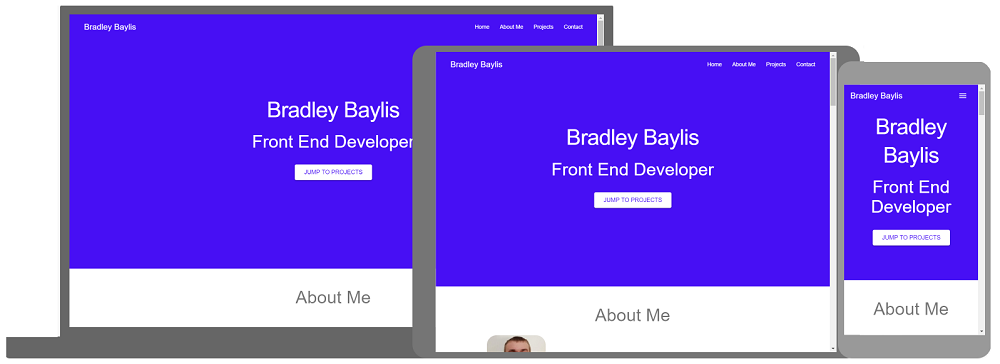 Bradley Baylis
Home About Me Projects Contact
Bradley Baylis
Front End Developer
JUMP TO PROJECTS
About Me
Bradley Baylis
Home About Me Projects Contact
Bradley Baylis
Front End Developer
JUMP TO PROJECTS
About Me
Bradley Baylis
Bradley
Baylis
Front End
Developer
JUMP TO PROJECTS
About Me